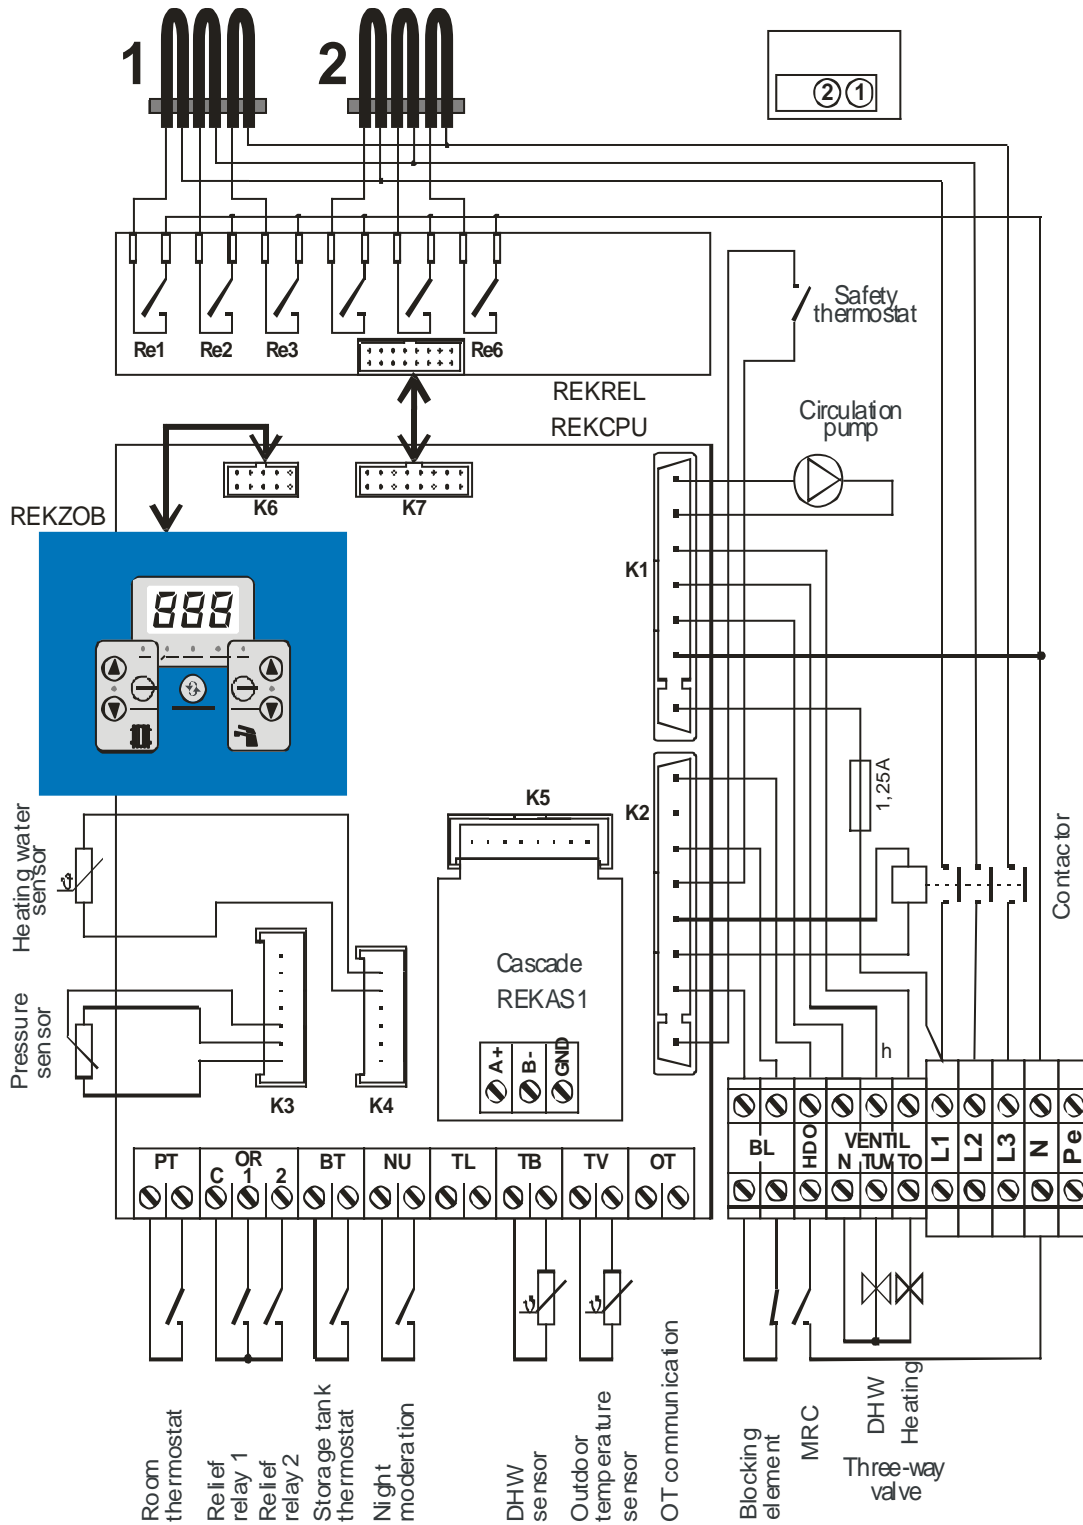 1
2
2 1
Re1
Re2
Re3
Re6
Safety
thermostat
REKREL
REKCPU
Circulation
pump
K6
K7
REKZOB
K1
888
1,25A
K5
K2
Heating water
sensor
Contactor
Cascade
REKAS1
Pressure
sensor
A+
B-
GND
h
K3
K4
PT
OR
C 1 2
BT
NU
TL
TB
TV
OT
BL
HDO
VENTIL
N TUV TO
L1
L2
L3
N
Pe
Room
thermostat
Relief
relay 1
Relief
relay 2
Storage tank
thermostat
Night
moderation
DHW
sensor
Outdoor
temperature
sensor
OT communication
Blocking
element
MRC
DHW
Heating
Three-way
valve